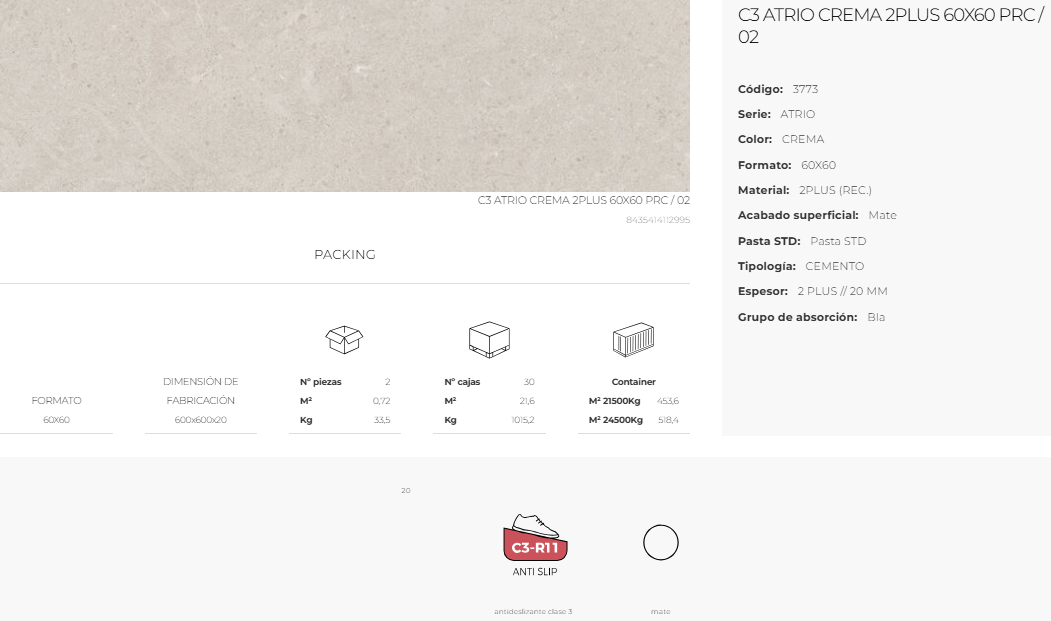 C3 ATRIO CREMA 2PLUS 60X60 PRC / 02
8435414112995
PACKING
FORMATO
60X60
DIMENSIÓN DE
FABRICACIÓN
600x600x20
Nº piezas 2
M² 0,72
Kg 33,5
Nº cajas 30
M² 21,6
Kg 1015,2
Container
M² 21500Kg 453,6
M² 24500Kg 518,4
C3 ATRIO CREMA 2PLUS 60X60 PRC /
02
Código: 3773
Serie: ATRIO
Color: CREMA
Formato: 60X60
Material: 2PLUS (REC.)
Acabado superficial: Mate
Pasta STD: Pasta STD
Tipología: CEMENTO
Espesor: 2 PLUS // 20 MM
Grupo de absorción: Bla
20
C3-R11
ANTI SLIP
antideslizante clase 3
mate